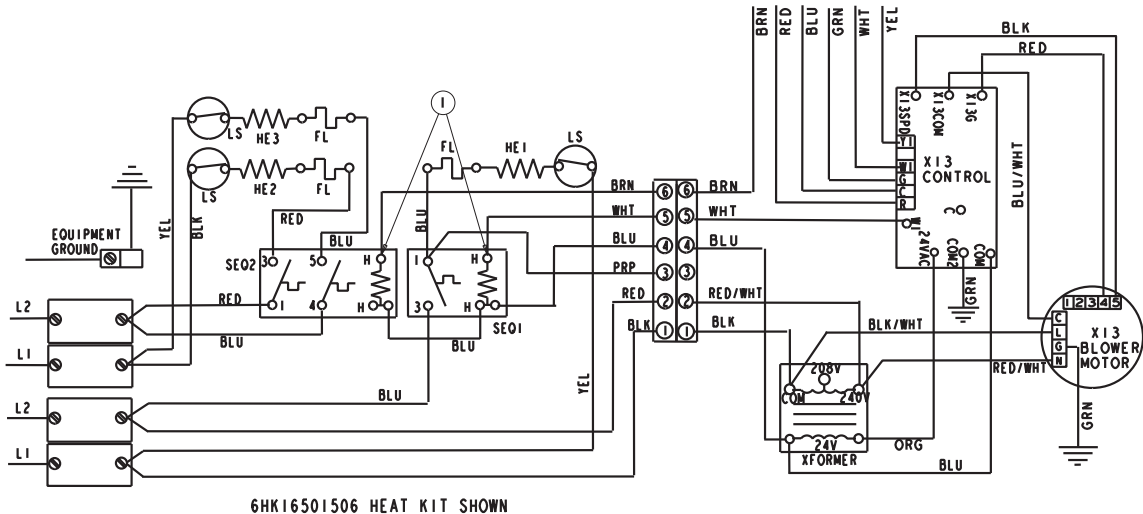 BRN
RED
BLU
GRN
WHT
YEL
BLK
RED
X13SPD
X13COM
X13G
Y1
W1
G
C
R
X13
CONTROL
C
W1
24VAC
COM2
COM
BLU/WHT
GRN
1
LS
HE3
FL
LS
HE2
FL
FL
HE1
LS
YEL
BLK
RED
BLU
BLU
EQUIPMENT
GROUND
SEQ2
3
5
H
1
4
H
H
1
H
3
H
H
SEQ1
BLU
BRN
WHT
BLU
PRP
RED
BLK
6 6
5 5
4 4
3 3
2 2
1 1
BRN
WHT
BLU
RED/WHT
BLK
L2
RED
BLU
L1
L2
BLU
L1
YEL
BLK/WHT
RED/WHT
208V
COM
240V
24V
XFORMER
ORG
BLU
1 2 3 4 5
C
L
G
N
X13
BLOWER
MOTOR
GRN
6HK16501506 HEAT KIT SHOWN